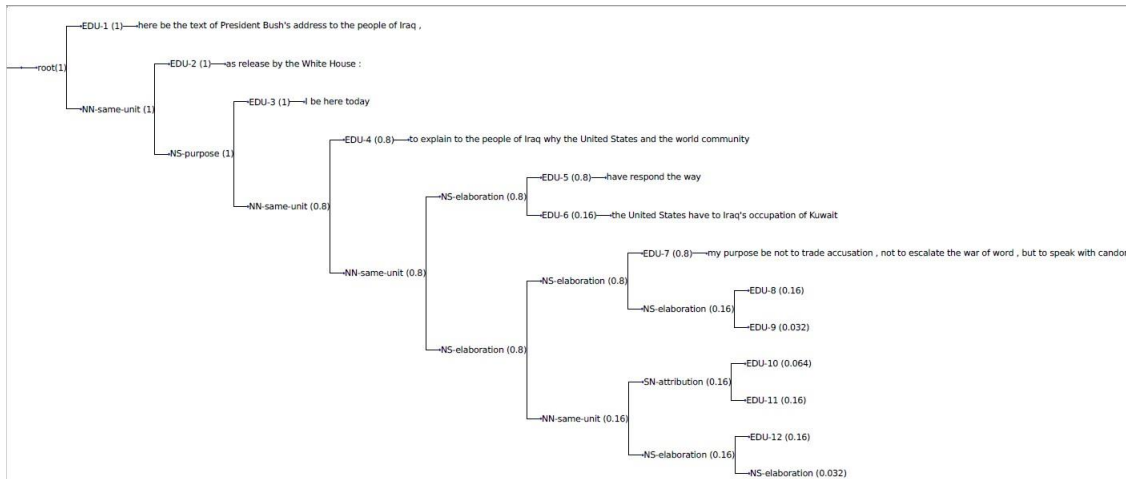 EDU-1 (1) here be the text of President Bush's address to the people of Iraq ,
EDU-2 (1) as release by the White House :
root(1)
EDU-3 (1) I be here today
NN-same-unit (1)
EDU-4 (0.8) to explain to the people of Iraq why the United States and the world community
NS-purpose (1)
EDU-5 (0.8) have respond the way
NS-elaboration (0.8)
NN-same-unit (0.8)
EDU-6 (0.16) the United States have to Iraq's occupation of Kuwait
EDU-7 (0.8) my purpose be not to trade accusation , not to escalate the war of word , but to speak with candor
NN-same-unit (0.8)
NS-elaboration (0.8)
EDU-8 (0.16)
NS-elaboration (0.16)
EDU-9 (0.032)
NS-elaboration (0.8)
EDU-10 (0.064)
SN-attribution (0.16)
EDU-11 (0.16)
NN-same-unit (0.16)
EDU-12 (0.16)
NS-elaboration (0.16)
NS-elaboration (0.032)